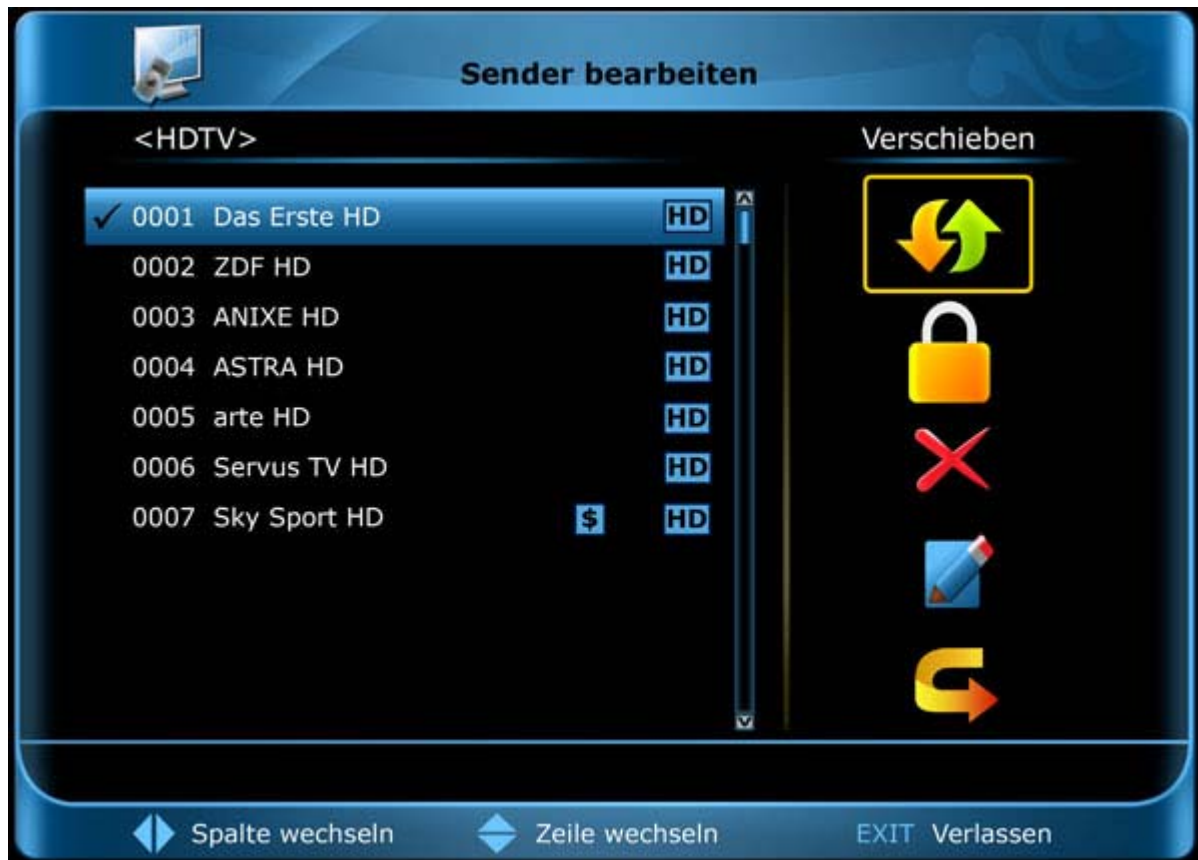 Sender bearbeiten
<HDTV>
Verschieben
0001 Das Erste HD HD
0002 ZDF HD HD
0003 ANIXE HD HD
0004 ASTRA HD HD
0005 arte HD HD
0006 Servus TV HD HD
0007 Sky Sport HD $ HD
Spalte wechseln Zeile wechseln EXIT Verlassen